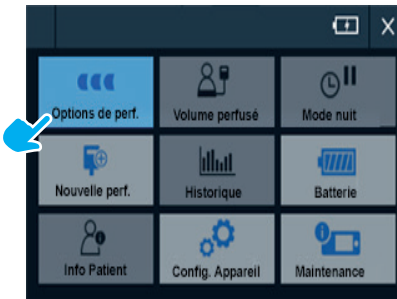 X
Options de perf.
Volume perfusé
Mode nuit
Nouvelle perf.
Historique
Batterie
Info Patient
Config. Appareil
Maintenance